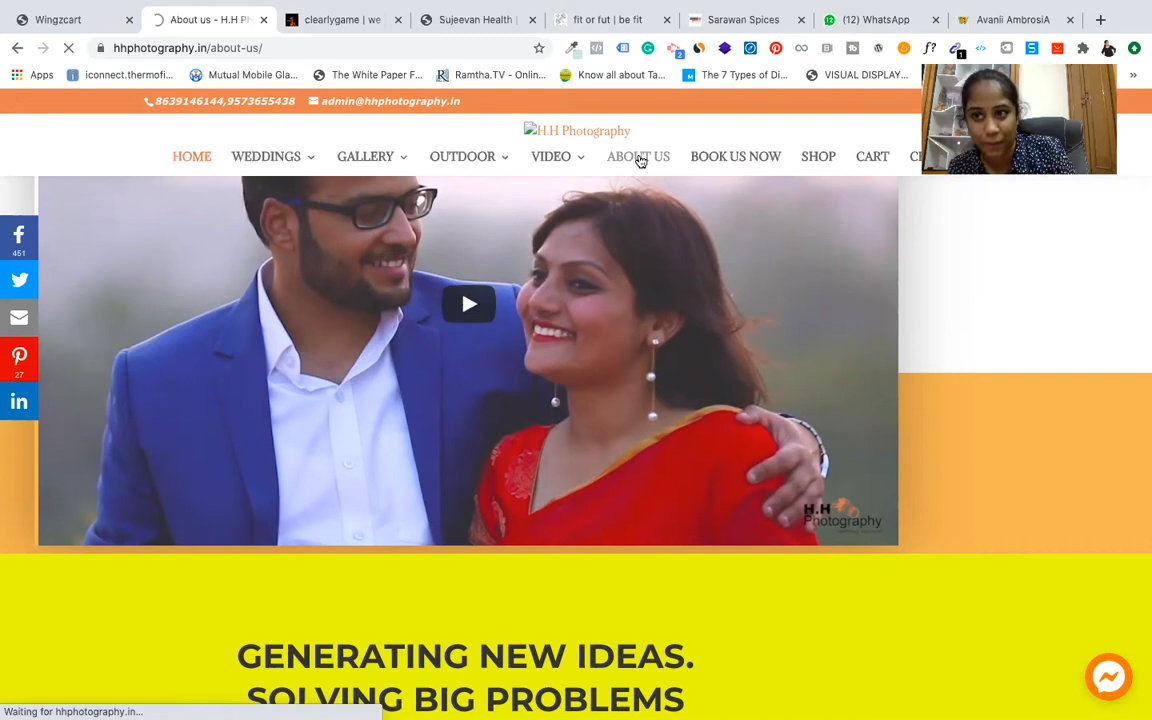 Wingzcart
About us - H.H Ph
clearlygame | we
Sujeevan Health |
fit or fut | be fit
Sarawan Spices
(12) WhatsApp
Avanii AmbrosiA
hhphotography.in/about-us/
Apps
iconnect.thermofi...
Mutual Mobile Gla...
The White Paper F...
Ramtha.TV - Onlin...
Know all about Ta...
The 7 Types of Di...
VISUAL DISPLAY...
8639146144,9573655438 admin@hhphotography.in
H.H Photography
HOME WEDDINGS GALLERY OUTDOOR VIDEO ABOUT US BOOK US NOW SHOP CART
451
27
H.H
Photography
GENERATING NEW IDEAS.
SOLVING BIG PROBLEMS
Waiting for hhphotography.in...